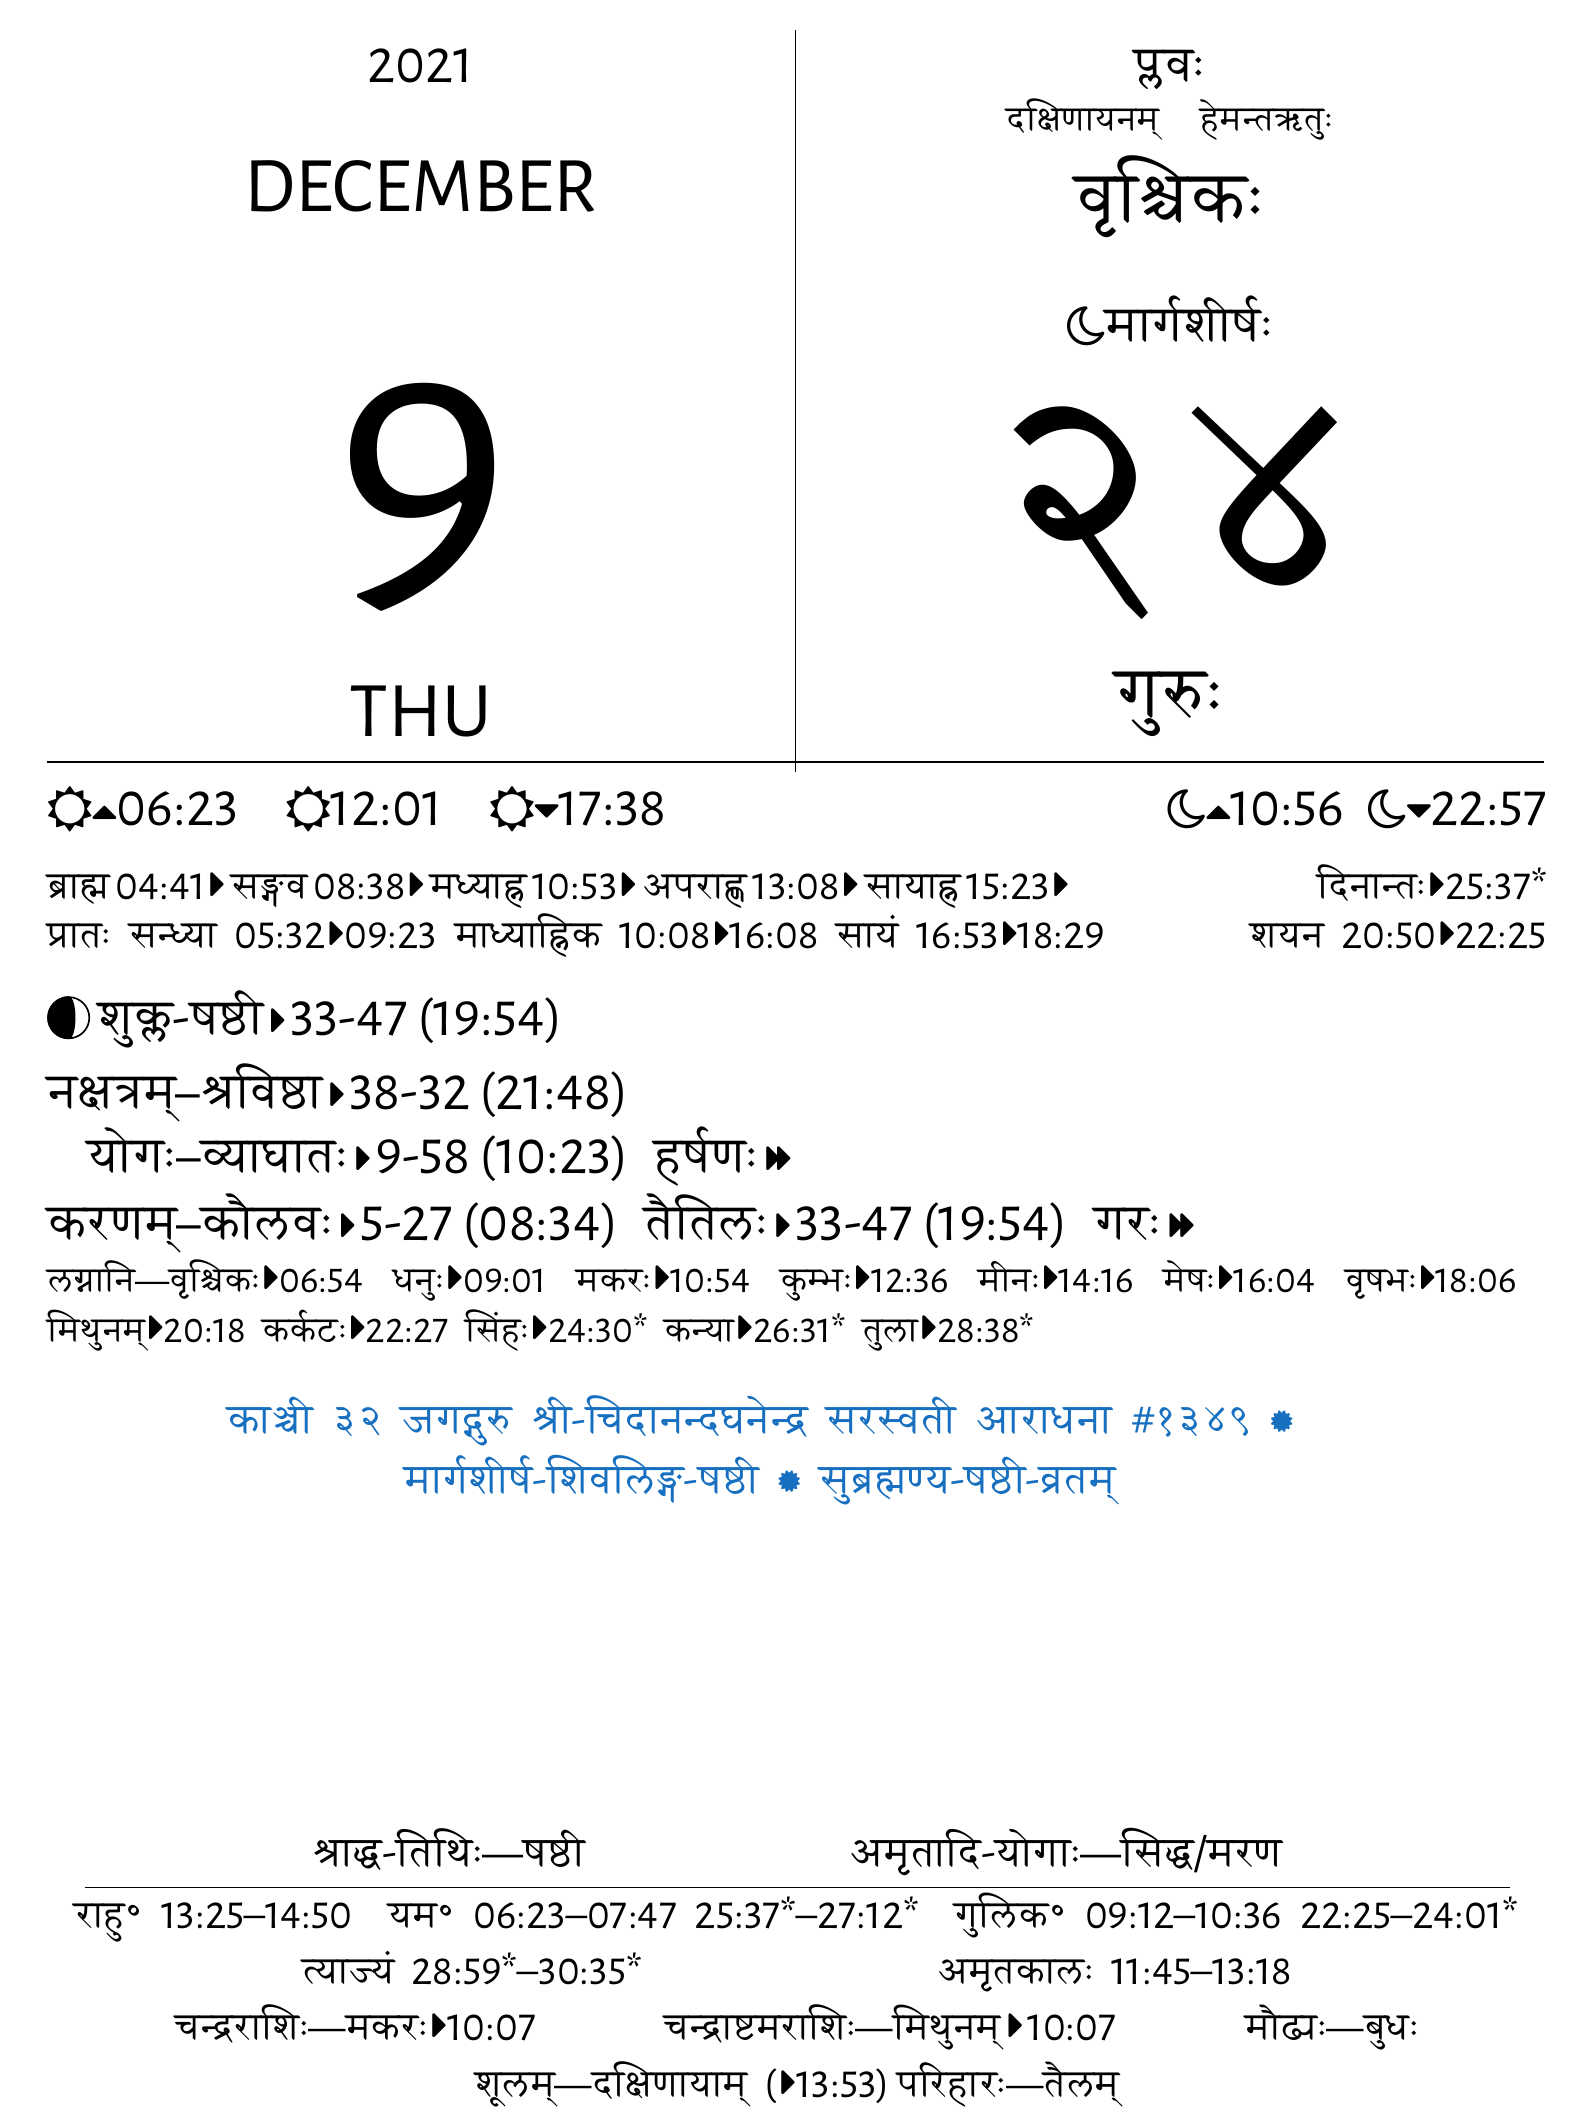 2021
DECEMBER
9
THU
प्लवः
दक्षिणायनम् हेमन्तऋतुः
वृश्चिकः
मार्गशीर्षः
२४
गुरुः
06:23 12:01 17:38 10:56 22:57
ब्राह्म 04:41 सङ्गव 08:38 मध्याह्न 10:53 अपराह्ण 13:08 सायाह्न 15:23 दिनान्तः 25:37*
प्रातः सन्ध्या 05:32 09:23 माध्याह्निक 10:08 16:08 सायं 16:53 18:29 शयन 20:50 22:25
शुक्ल-षष्ठी 33-47 (19:54)
नक्षत्रम्–श्रविष्ठा 38-32 (21:48)
योगः–व्याघातः 9-58 (10:23) हर्षणः
करणम्–कौलवः 5-27 (08:34) तैतिलः 33-47 (19:54) गरः
लग्नानि—वृश्चिकः 06:54 धनुः 09:01 मकरः 10:54 कुम्भः 12:36 मीनः 14:16 मेषः 16:04 वृषभः 18:06
मिथुनम् 20:18 कर्कटः 22:27 सिंहः 24:30* कन्या 26:31* तुला 28:38*
काञ्ची ३२ जगद्गुरु श्री-चिदानन्दघनेन्द्र सरस्वती आराधना #१३४९
मार्गशीर्ष-शिवलिङ्ग-षष्ठी सुब्रह्मण्य-षष्ठी-व्रतम्
श्राद्ध-तिथिः—षष्ठी अमृतादि-योगाः—सिद्ध/मरण
राहु॰ 13:25–14:50 यम॰ 06:23–07:47 25:37*–27:12* गुलिक॰ 09:12–10:36 22:25–24:01*
त्याज्यं 28:59*–30:35* अमृतकालः 11:45–13:18
चन्द्रराशिः—मकरः 10:07 चन्द्राष्टमराशिः—मिथुनम् 10:07 मौढ्यः—बुधः
शूलम्—दक्षिणायाम् (13:53) परिहारः—तैलम्